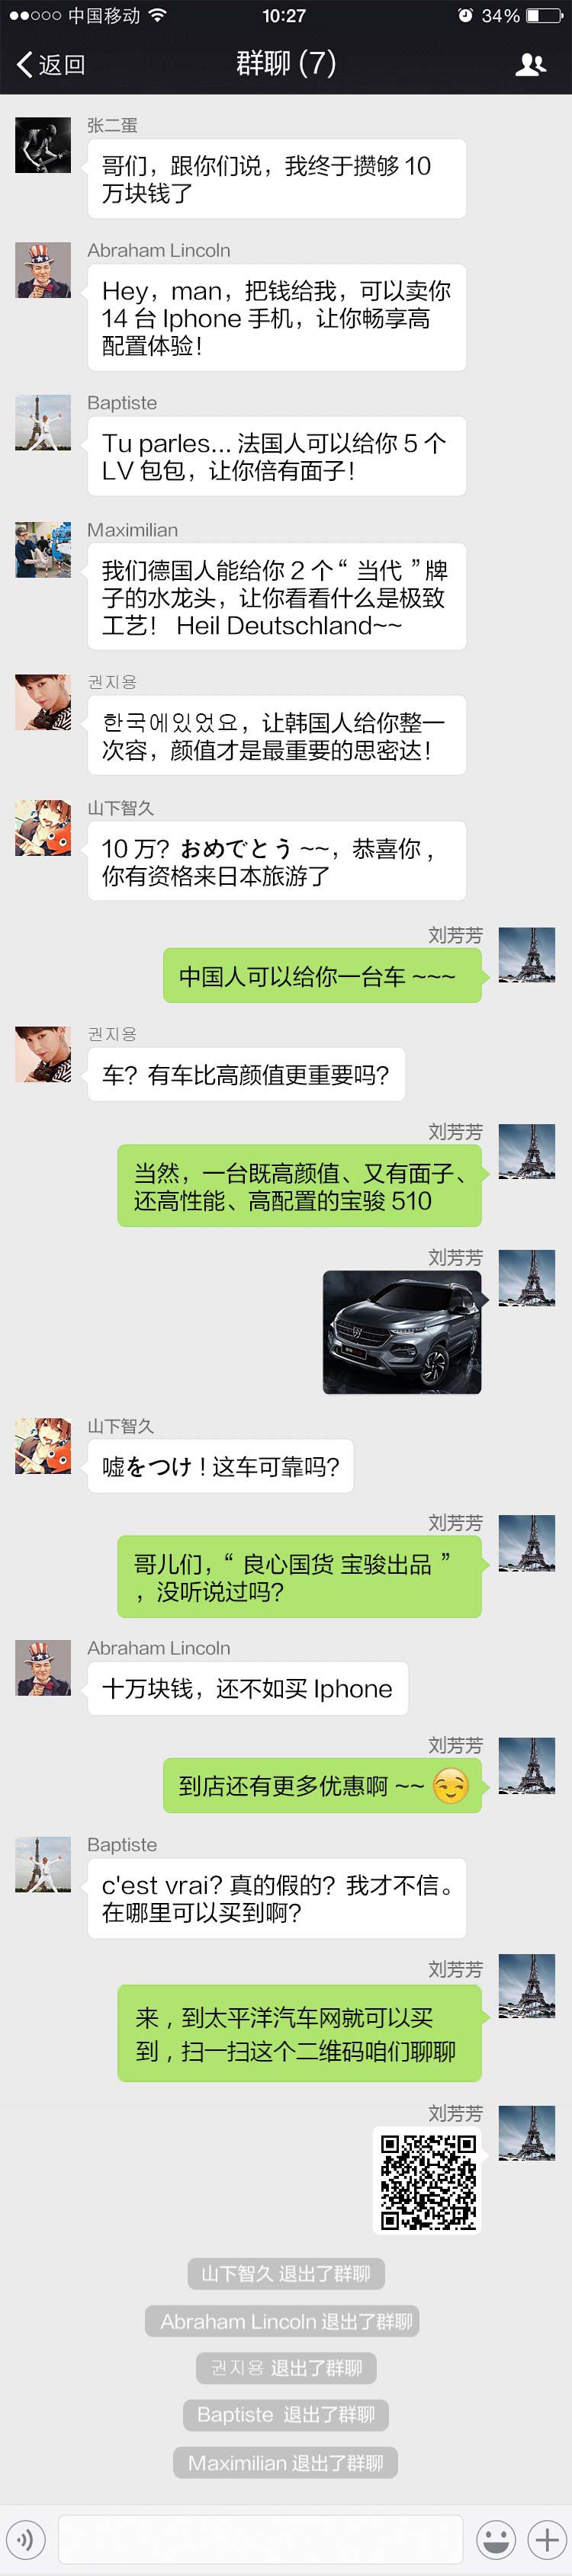 中国移动 10:27 34%
返回 群聊 (7)
张二蛋
哥们，跟你们说，我终于攒够 10
万块钱了
Abraham Lincoln
Hey，man，把钱给我，可以卖你
14 台 Iphone 手机，让你畅享高
配置体验！
Baptiste
Tu parles... 法国人可以给你 5 个
LV 包包，让你倍有面子！
Maximilian
我们德国人能给你 2 个“ 当代 ”牌
子的水龙头，让你看看什么是极致
工艺！ Heil Deutschland~~
권지용
한국에있었요，让韩国人给你整一
次容，颜值才是最重要的思密达！
山下智久
10 万？おめでとう ~~，恭喜你 ,
你有资格来日本旅游了
刘芳芳
中国人可以给你一台车 ~~~
권지용
车？有车比高颜值更重要吗？
刘芳芳
当然，一台既高颜值、又有面子、
还高性能、高配置的宝骏 510
刘芳芳
山下智久
嘘をつけ ! 这车可靠吗？
刘芳芳
哥儿们，“ 良心国货 宝骏出品 ”
，没听说过吗？
Abraham Lincoln
十万块钱，还不如买 Iphone
刘芳芳
到店还有更多优惠啊 ~~
Baptiste
c'est vrai？真的假的？我才不信。
在哪里可以买到啊？
刘芳芳
来 , 到太平洋汽车网就可以买
到 , 扫一扫这个二维码咱们聊聊
刘芳芳
山下智久 退出了群聊
Abraham Lincoln 退出了群聊
권지용 退出了群聊
Baptiste 退出了群聊
Maximilian 退出了群聊